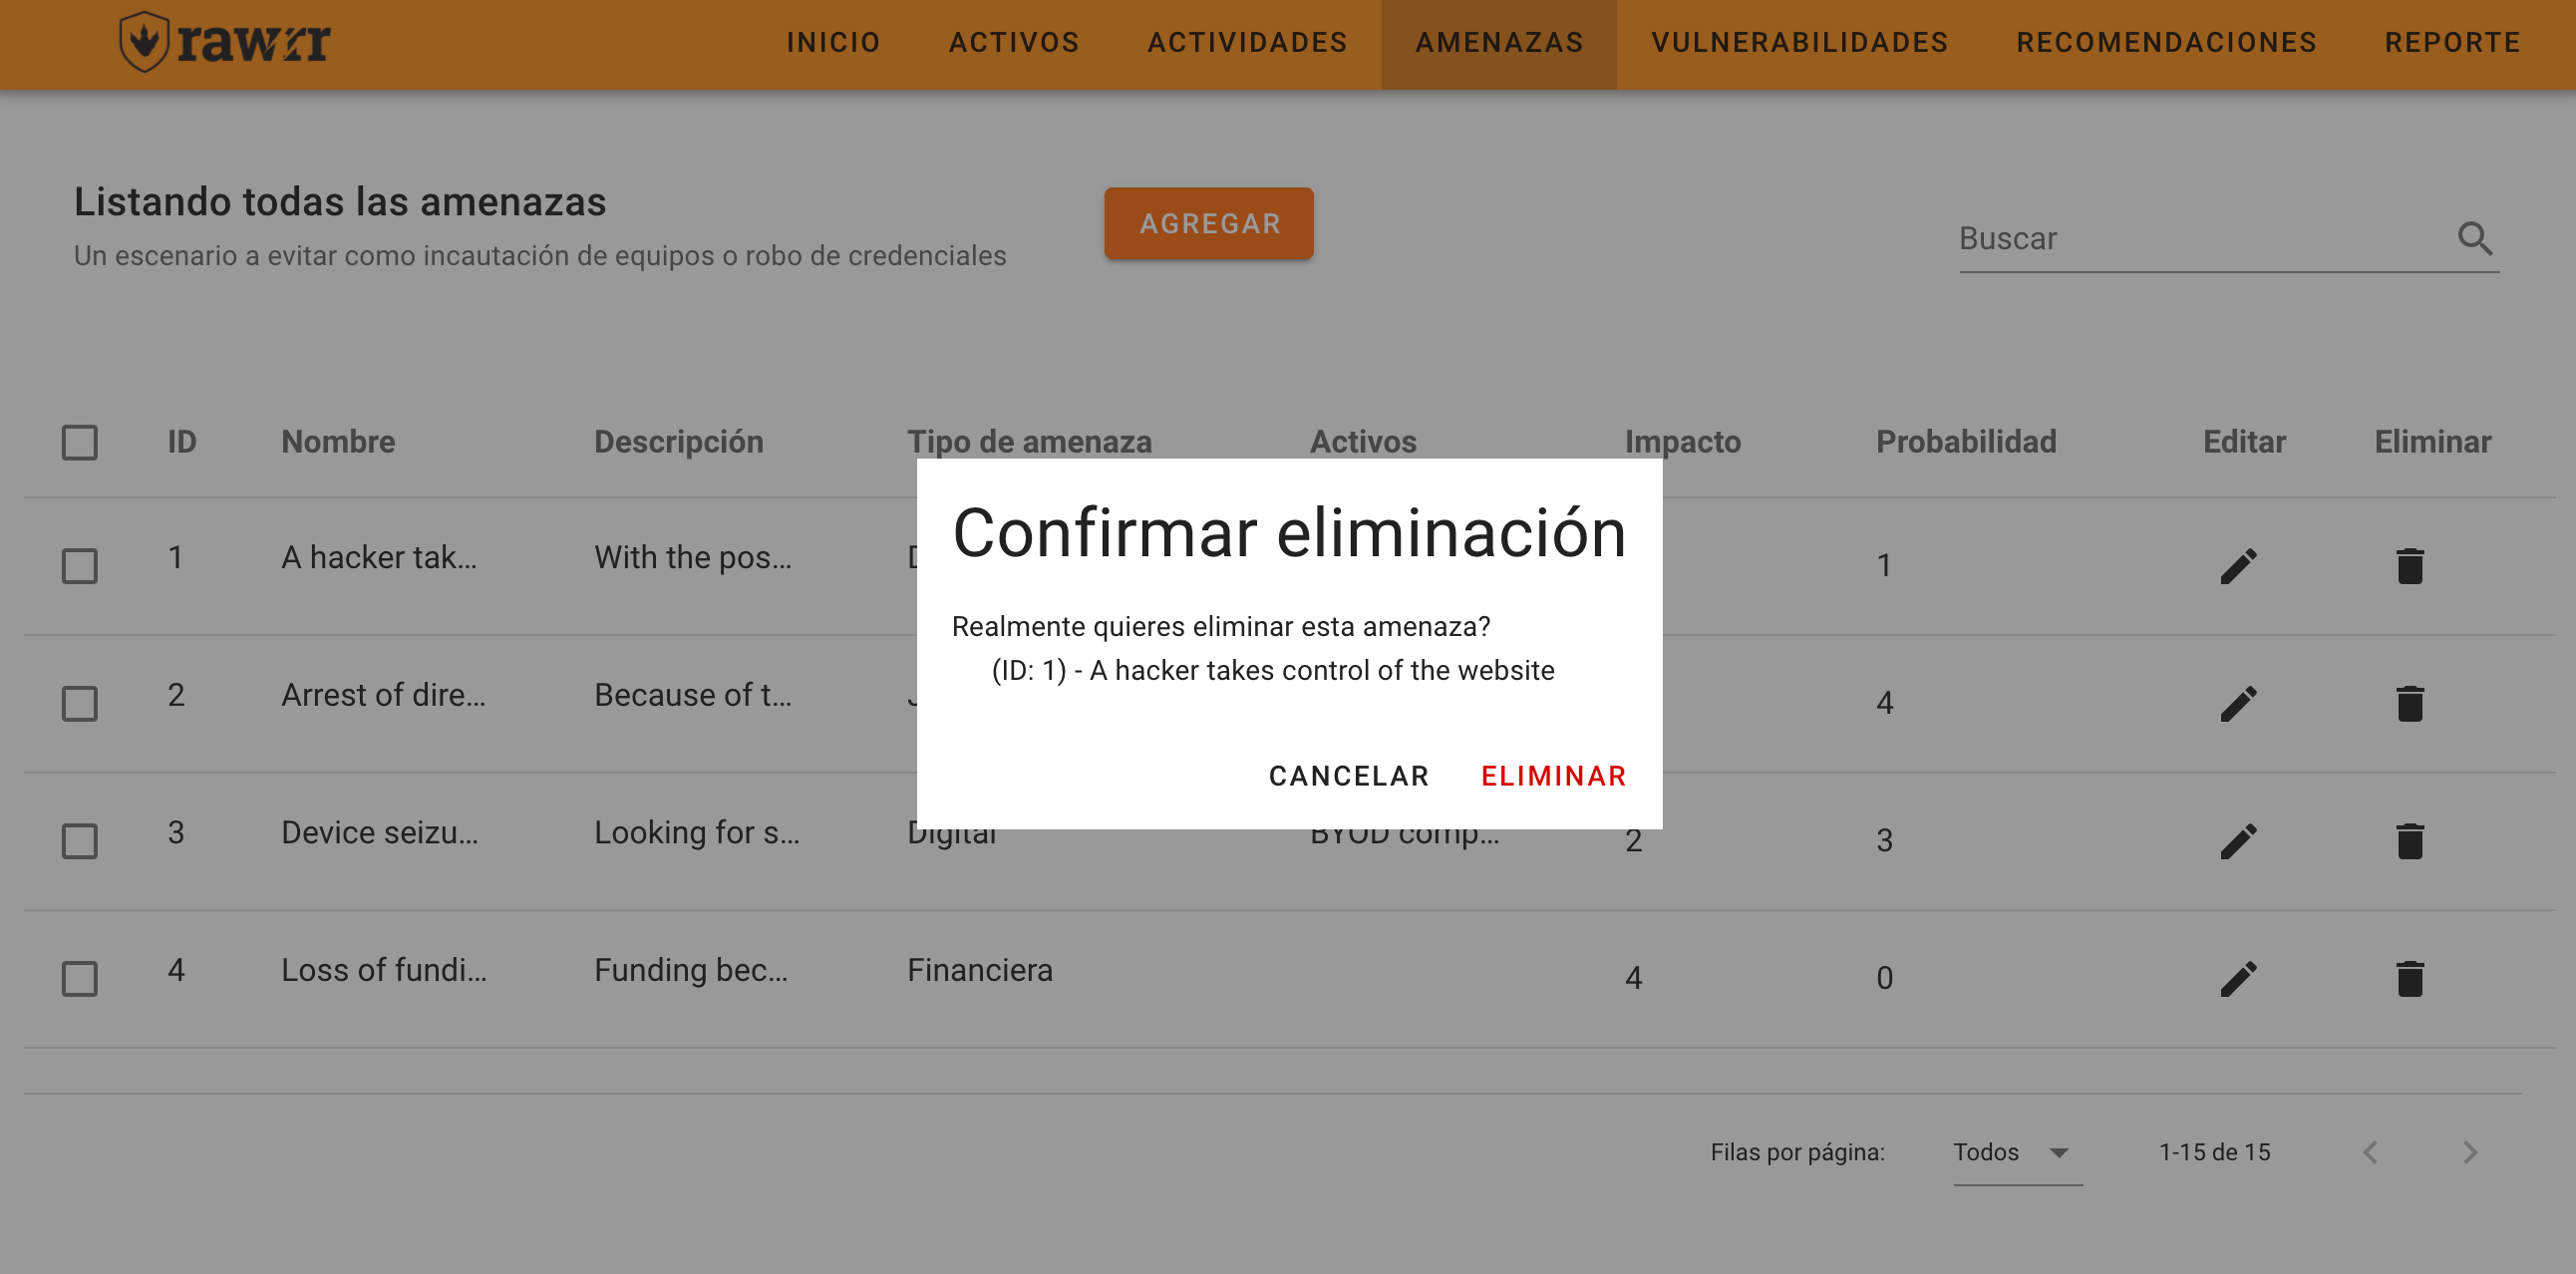 rawrr
INICIO ACTIVOS ACTIVIDADES AMENAZAS VULNERABILIDADES RECOMENDACIONES REPORTE
Listando todas las amenazas
Un escenario a evitar como incautación de equipos o robo de credenciales
AGREGAR
Buscar
ID Nombre Descripción Tipo de amenaza Activos Impacto Probabilidad Editar Eliminar
Confirmar eliminación
Realmente quieres eliminar esta amenaza?
(ID: 1) - A hacker takes control of the website
CANCELAR ELIMINAR
1 A hacker tak... With the pos... 1
2 Arrest of dire... Because of t... 4
3 Device seizu... Looking for s... Digital BYOD comp... 2 3
4 Loss of fundi... Funding bec... Financiera 4 0
Filas por página: Todos 1-15 de 15